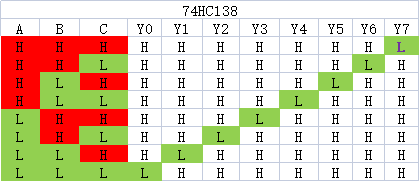 74HC138
A B C Y0 Y1 Y2 Y3 Y4 Y5 Y6 Y7
H H H H H H H H H H L
H H L H H H H H H L H
H L H H H H H H L H H
H L L H H H H L H H H
L H H H H H L H H H H
L H L H H L H H H H H
L L H H L H H H H H H
L L L L H H H H H H H